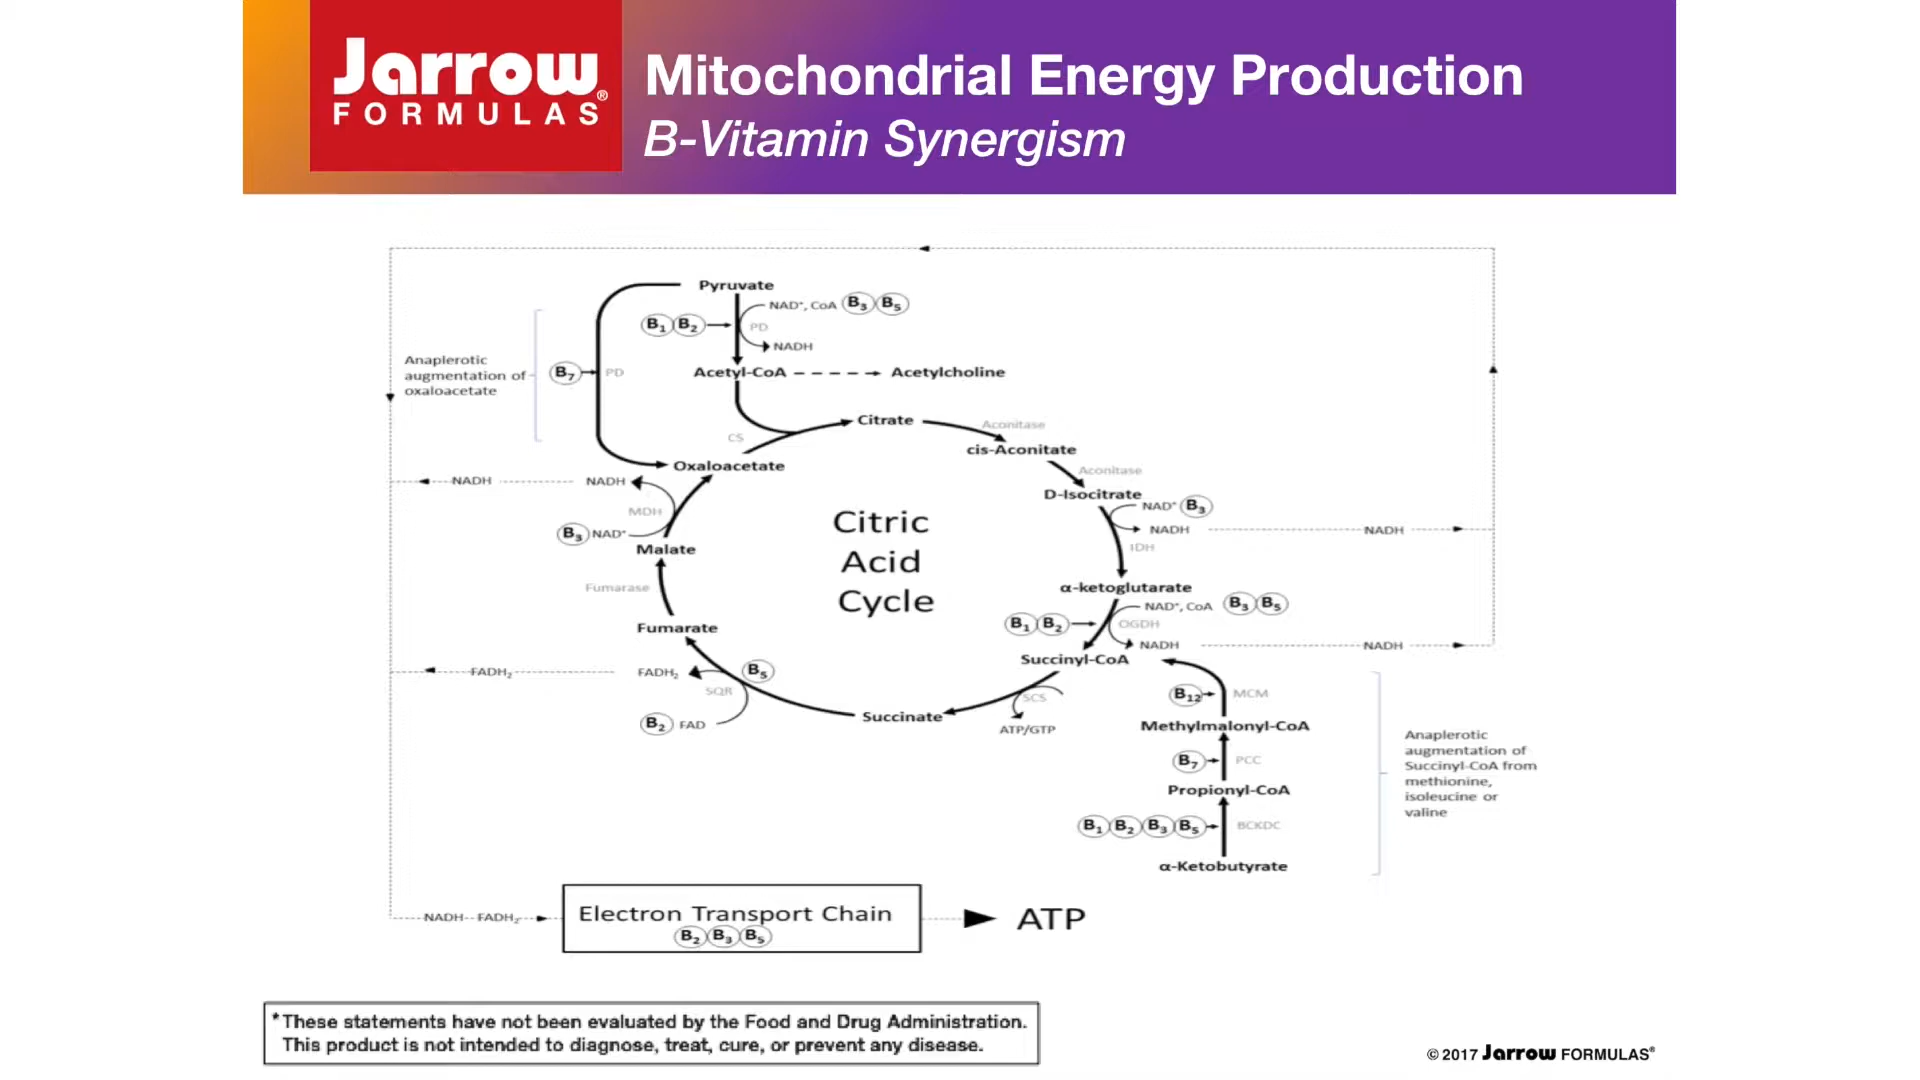 Jarrow®
FORMULAS
Mitochondrial Energy Production
B-Vitamin Synergism
Pyruvate
NAD⁺, CoA B₃ B₅
B₁ B₂
PD
NADH
Anaplerotic
augmentation of
oxaloacetate
B₇
PD
Acetyl-CoA
Acetylcholine
CS
Citrate
Aconitase
cis-Aconitate
Aconitase
Oxaloacetate
D-Isocitrate
NADH
NADH
NAD⁺ B₃
NADH
NADH
MDH
IDH
B₃ NAD⁺
Malate
Citric
Acid
Cycle
Fumarase
α-ketoglutarate
NAD⁺, CoA B₃ B₅
B₁ B₂
OGDH
NADH
NADH
Fumarate
Succinyl-CoA
FADH₂
FADH₂
B₅
SQR
B₂ FAD
Succinate
SCS
ATP/GTP
B₁₂
MCM
Methylmalonyl-CoA
B₇
PCC
Propionyl-CoA
B₁ B₂ B₃ B₅
BCKDC
α-Ketobutyrate
Anaplerotic
augmentation of
Succinyl-CoA from
methionine,
isoleucine or
valine
NADH FADH₂
Electron Transport Chain
B₂ B₃ B₅
ATP
*These statements have not been evaluated by the Food and Drug Administration.
This product is not intended to diagnose, treat, cure, or prevent any disease.
© 2017 Jarrow FORMULAS®